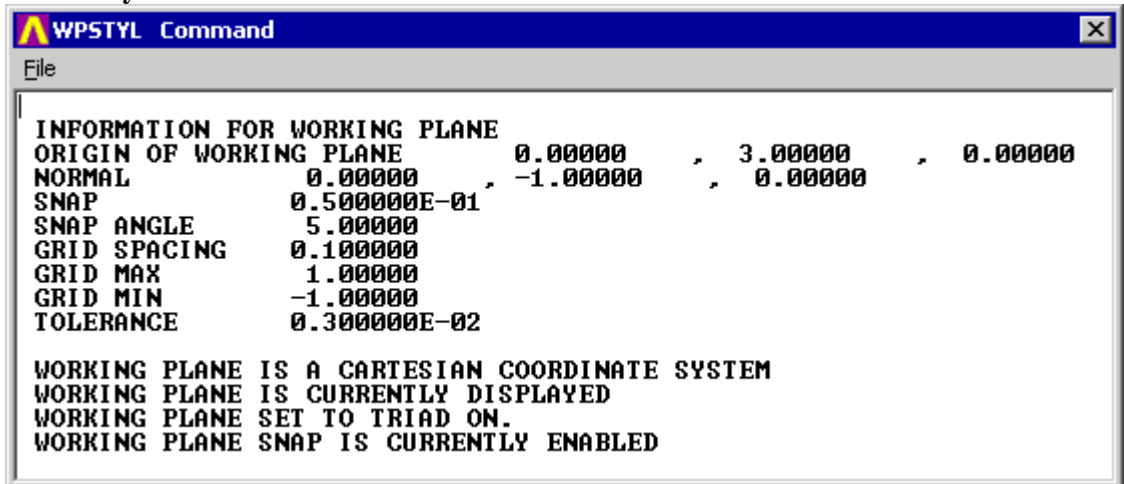 WPSTYL Command
File
INFORMATION FOR WORKING PLANE
ORIGIN OF WORKING PLANE 0.00000 , 3.00000 , 0.00000
NORMAL 0.00000 , -1.00000 , 0.00000
SNAP 0.500000E-01
SNAP ANGLE 5.00000
GRID SPACING 0.100000
GRID MAX 1.00000
GRID MIN -1.00000
TOLERANCE 0.300000E-02
WORKING PLANE IS A CARTESIAN COORDINATE SYSTEM
WORKING PLANE IS CURRENTLY DISPLAYED
WORKING PLANE SET TO TRIAD ON.
WORKING PLANE SNAP IS CURRENTLY ENABLED